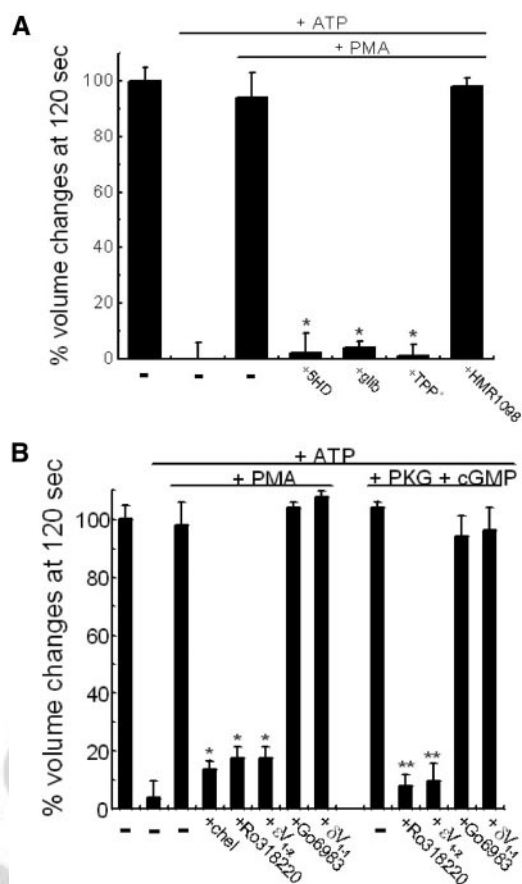 A
+ ATP
+ PMA
% volume changes at 120 sec
100
80
60
40
20
0
* * *
- - - +5HD +glib +TPP+ +HMR1098
B
+ ATP
+ PMA + PKG + cGMP
% volume changes at 120 sec
100
80
60
40
20
0
* * * ** **
- - - +chel +Ro318220 + εV1-2 +Go6983 + δV1-1 - +Ro318220 + εV1-2 +Go6983 + δV1-1